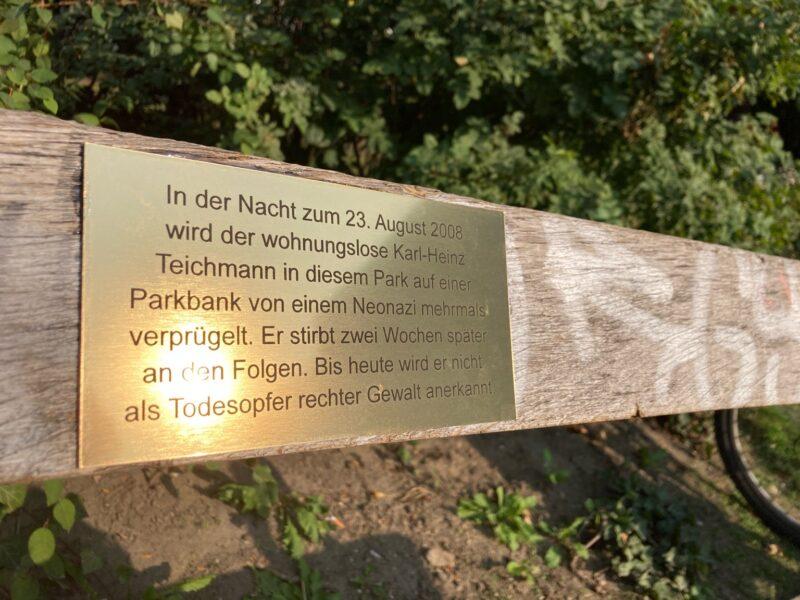 In der Nacht zum 23. August 2008
wird der wohnungslose Karl-Heinz
Teichmann in diesem Park auf einer
Parkbank von einem Neonazi mehrmals
verprügelt. Er stirbt zwei Wochen später
an den Folgen. Bis heute wird er nicht
als Todesopfer rechter Gewalt anerkannt.